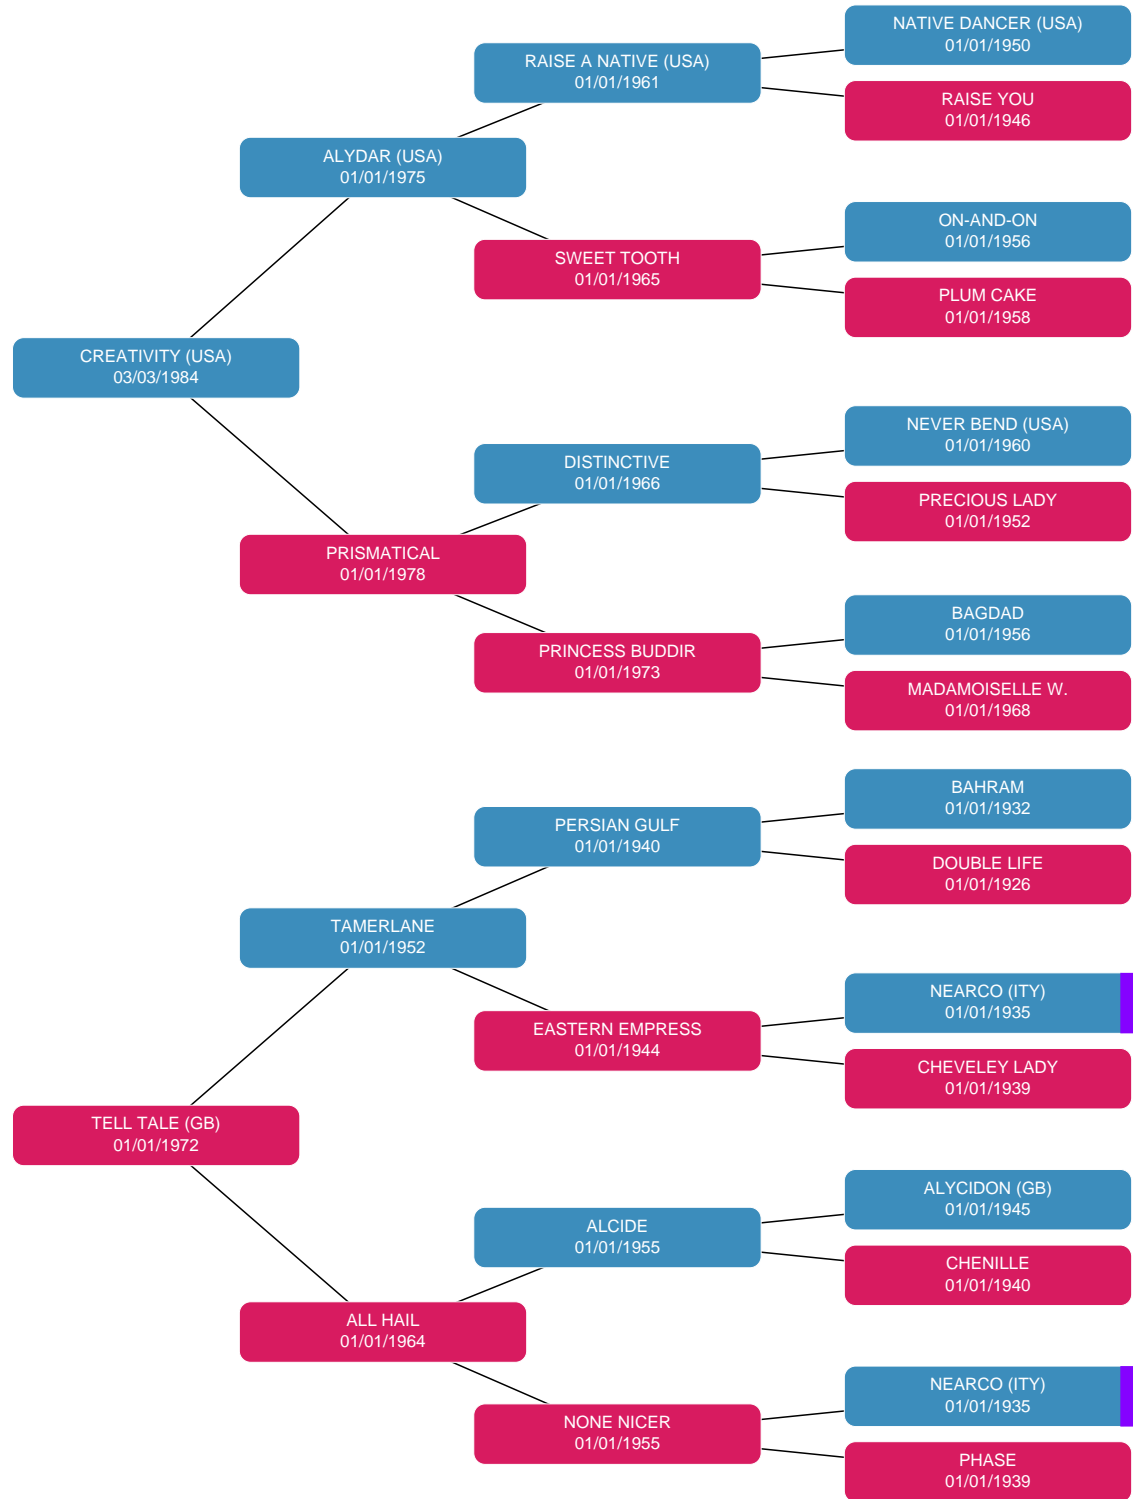 NATIVE DANCER (USA)
01/01/1950
RAISE A NATIVE (USA)
01/01/1961
RAISE YOU
01/01/1946
ALYDAR (USA)
01/01/1975
ON-AND-ON
01/01/1956
SWEET TOOTH
01/01/1965
PLUM CAKE
01/01/1958
CREATIVITY (USA)
03/03/1984
NEVER BEND (USA)
01/01/1960
DISTINCTIVE
01/01/1966
PRECIOUS LADY
01/01/1952
PRISMATICAL
01/01/1978
BAGDAD
01/01/1956
PRINCESS BUDDIR
01/01/1973
MADAMOISELLE W.
01/01/1968
BAHRAM
01/01/1932
PERSIAN GULF
01/01/1940
DOUBLE LIFE
01/01/1926
TAMERLANE
01/01/1952
NEARCO (ITY)
01/01/1935
EASTERN EMPRESS
01/01/1944
CHEVELEY LADY
01/01/1939
TELL TALE (GB)
01/01/1972
ALYCIDON (GB)
01/01/1945
ALCIDE
01/01/1955
CHENILLE
01/01/1940
ALL HAIL
01/01/1964
NEARCO (ITY)
01/01/1935
NONE NICER
01/01/1955
PHASE
01/01/1939